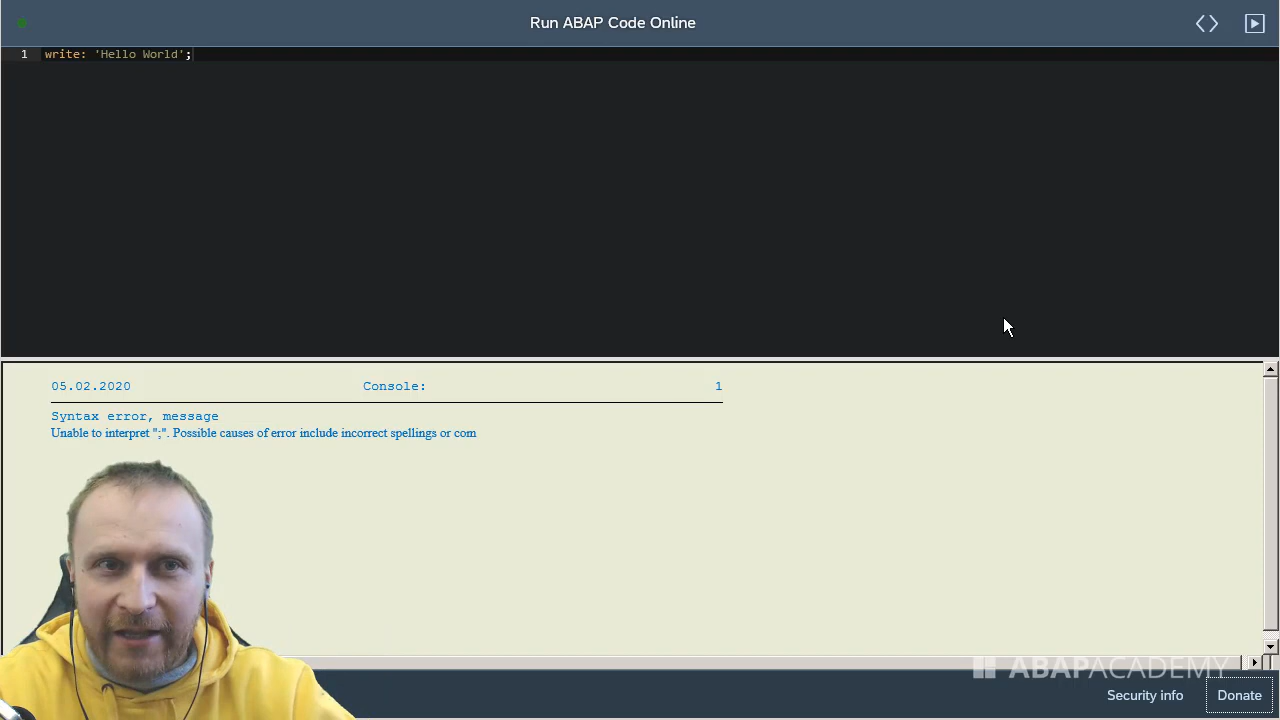 Run ABAP Code Online
1 write: 'Hello World';
05.02.2020 Console: 1
Syntax error, message
Unable to interpret ";". Possible causes of error include incorrect spellings or com
ABAPACADEMY
Security info Donate